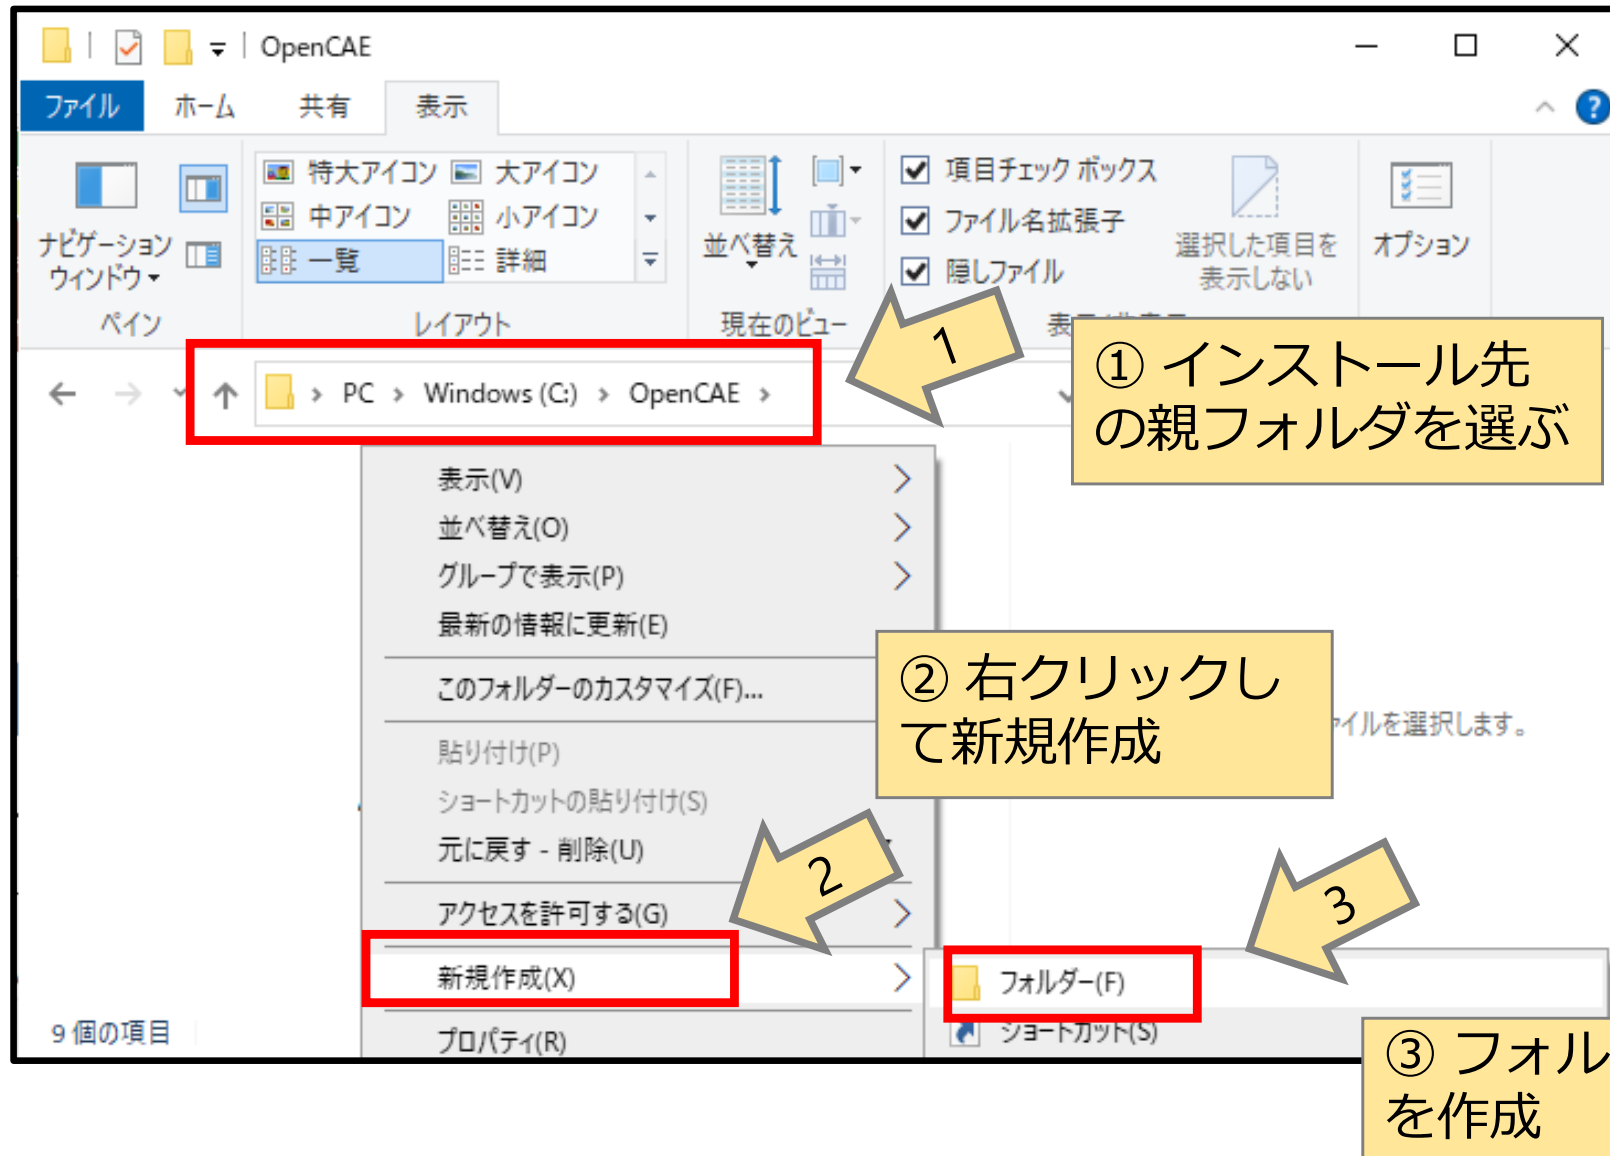 OpenCAE
ファイル ホーム 共有 表示
特大アイコン 大アイコン
中アイコン 小アイコン
一覧 詳細
ナビゲーション
ウィンドウ
並べ替え
項目チェック ボックス
ファイル名拡張子
隠しファイル
選択した項目を
表示しない
オプション
ペイン レイアウト 現在のビュー
1
① インストール先
の親フォルダを選ぶ
PC Windows (C:) OpenCAE
表示(V)
並べ替え(O)
グループで表示(P)
最新の情報に更新(E)
このフォルダーのカスタマイズ(F)...
② 右クリックし
て新規作成
イルを選択します。
貼り付け(P)
ショートカットの貼り付け(S)
元に戻す - 削除(U)
2
アクセスを許可する(G)
3
新規作成(X)
フォルダー(F)
プロパティ(R)
ショートカット(S)
9 個の項目
③ フォル
を作成